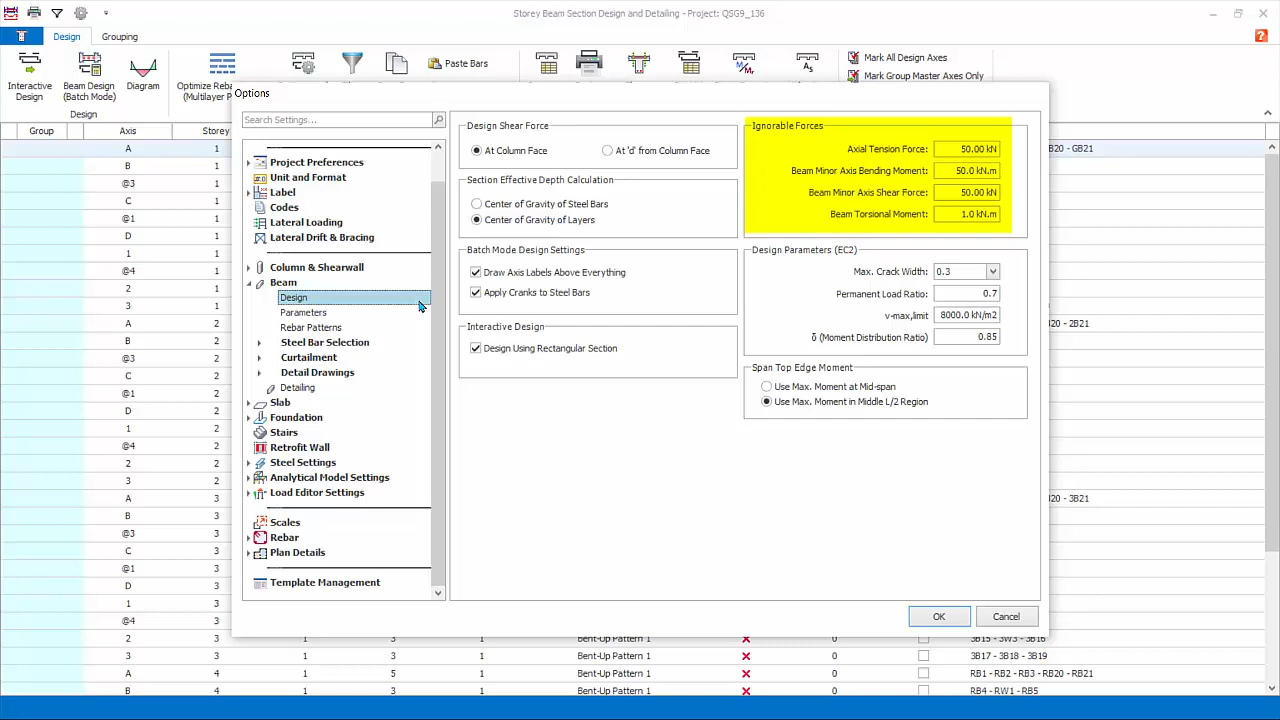 Storey Beam Section Design and Detailing - Project: QSG9_136
Design
Grouping
Interactive Design
Beam Design (Batch Mode)
Diagram
Optimize Reba
(Multilayer P
Paste Bars
Mark All Design Axes
Mark Group Master Axes Only
Design
Group Axis Storey
Options
Search Settings...
Project Preferences
Unit and Format
Label
Codes
Lateral Loading
Lateral Drift & Bracing
Column & Shearwall
Beam
Design
Parameters
Rebar Patterns
Steel Bar Selection
Curtailment
Detail Drawings
Detailing
Slab
Foundation
Stairs
Retrofit Wall
Steel Settings
Analytical Model Settings
Load Editor Settings
Scales
Rebar
Plan Details
Template Management
Design Shear Force
At Column Face
At 'd' from Column Face
Section Effective Depth Calculation
Center of Gravity of Steel Bars
Center of Gravity of Layers
Batch Mode Design Settings
Draw Axis Labels Above Everything
Apply Cranks to Steel Bars
Interactive Design
Design Using Rectangular Section
Ignorable Forces
Axial Tension Force: 50.00 kN
Beam Minor Axis Bending Moment: 50.0 kN.m
Beam Minor Axis Shear Force: 50.00 kN
Beam Torsional Moment: 1.0 kN.m
Design Parameters (EC2)
Max. Crack Width: 0.3
Permanent Load Ratio: 0.7
v-max,limit 8000.0 kN/m2
δ (Moment Distribution Ratio) 0.85
Span Top Edge Moment
Use Max. Moment at Mid-span
Use Max. Moment in Middle L/2 Region
OK
Cancel
A 1 B20 - GB21
B 1
@3 1
C 1
@1 1
D 1
1 1
@4 1
2 1
3 1
A 2 20 - 2B21
B 2
@3 2
C 2
@1 2
D 2
1 2
@4 2
2 2
3 2
A 3 B20 - 3B21
B 3
@3 3
C 3
@1 3
D 3
1 3
@4 3
2 3 1 3 1 Bent-Up Pattern 1 0 3B15 - 3W3 - 3B16
3 3 1 3 1 Bent-Up Pattern 1 0 3B17 - 3B18 - 3B19
A 4 1 5 1 Bent-Up Pattern 1 0 RB1 - RB2 - RB3 - RB20 - RB21
B 4 1 3 1 Bent-Up Pattern 1 0 RB4 - RW1 - RB5